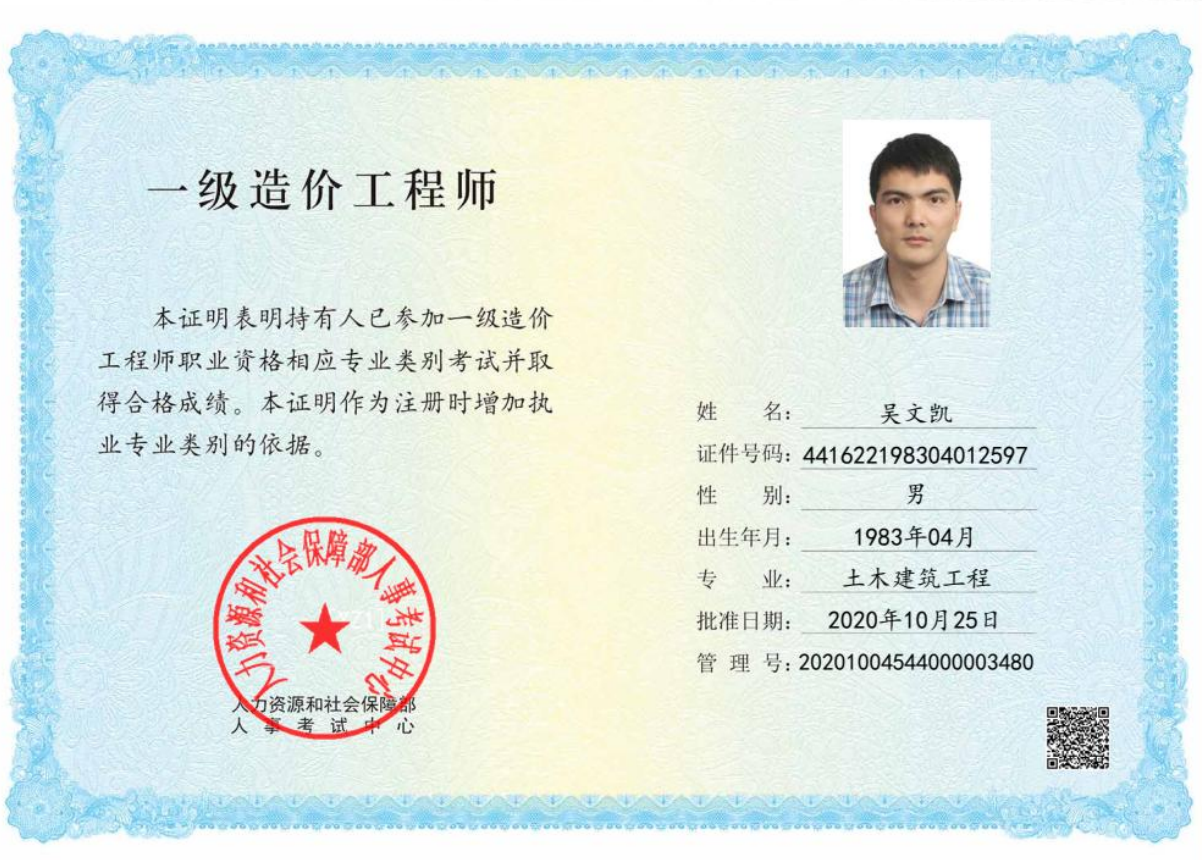 一级造价工程师
本证明表明持有人已参加一级造价
工程师职业资格相应专业类别考试并取
得合格成绩。本证明作为注册时增加执
业专业类别的依据。
人力资源和社会保障部人事考试中心
人力资源和社会保障部
人事考试中心
姓名：吴文凯
证件号码：441622198304012597
性别：男
出生年月：1983年04月
专业：土木建筑工程
批准日期：2020年10月25日
管理号：20201004544000003480